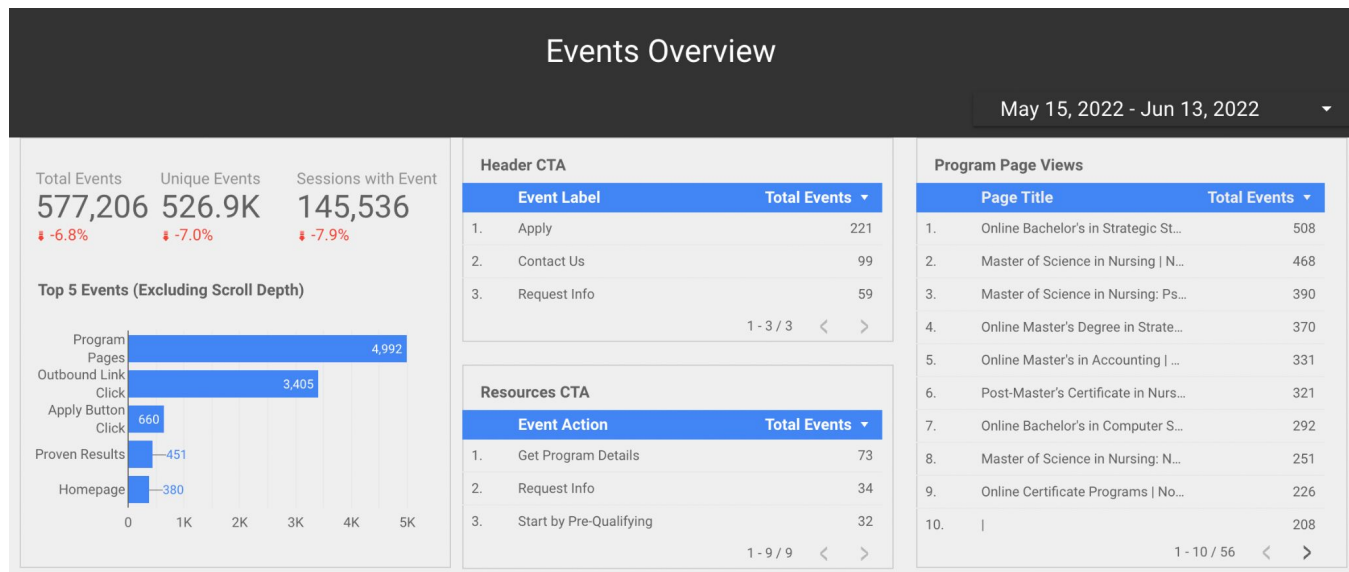 Events Overview
May 15, 2022 - Jun 13, 2022
Total Events Unique Events Sessions with Event
577,206 526.9K 145,536
-6.8% -7.0% -7.9%
Top 5 Events (Excluding Scroll Depth)
Program
Pages
4,992
Outbound Link
Click
3,405
Apply Button
Click
660
Proven Results
451
Homepage
380
0 1K 2K 3K 4K 5K
Header CTA
Event Label Total Events
1. Apply 221
2. Contact Us 99
3. Request Info 59
1 - 3 / 3
Resources CTA
Event Action Total Events
1. Get Program Details 73
2. Request Info 34
3. Start by Pre-Qualifying 32
1 - 9 / 9
Program Page Views
Page Title Total Events
1. Online Bachelor's in Strategic St... 508
2. Master of Science in Nursing | N... 468
3. Master of Science in Nursing: Ps... 390
4. Online Master's Degree in Strate... 370
5. Online Master's in Accounting | ... 331
6. Post-Master's Certificate in Nurs... 321
7. Online Bachelor's in Computer S... 292
8. Master of Science in Nursing: N... 251
9. Online Certificate Programs | No... 226
10. | 208
1 - 10 / 56